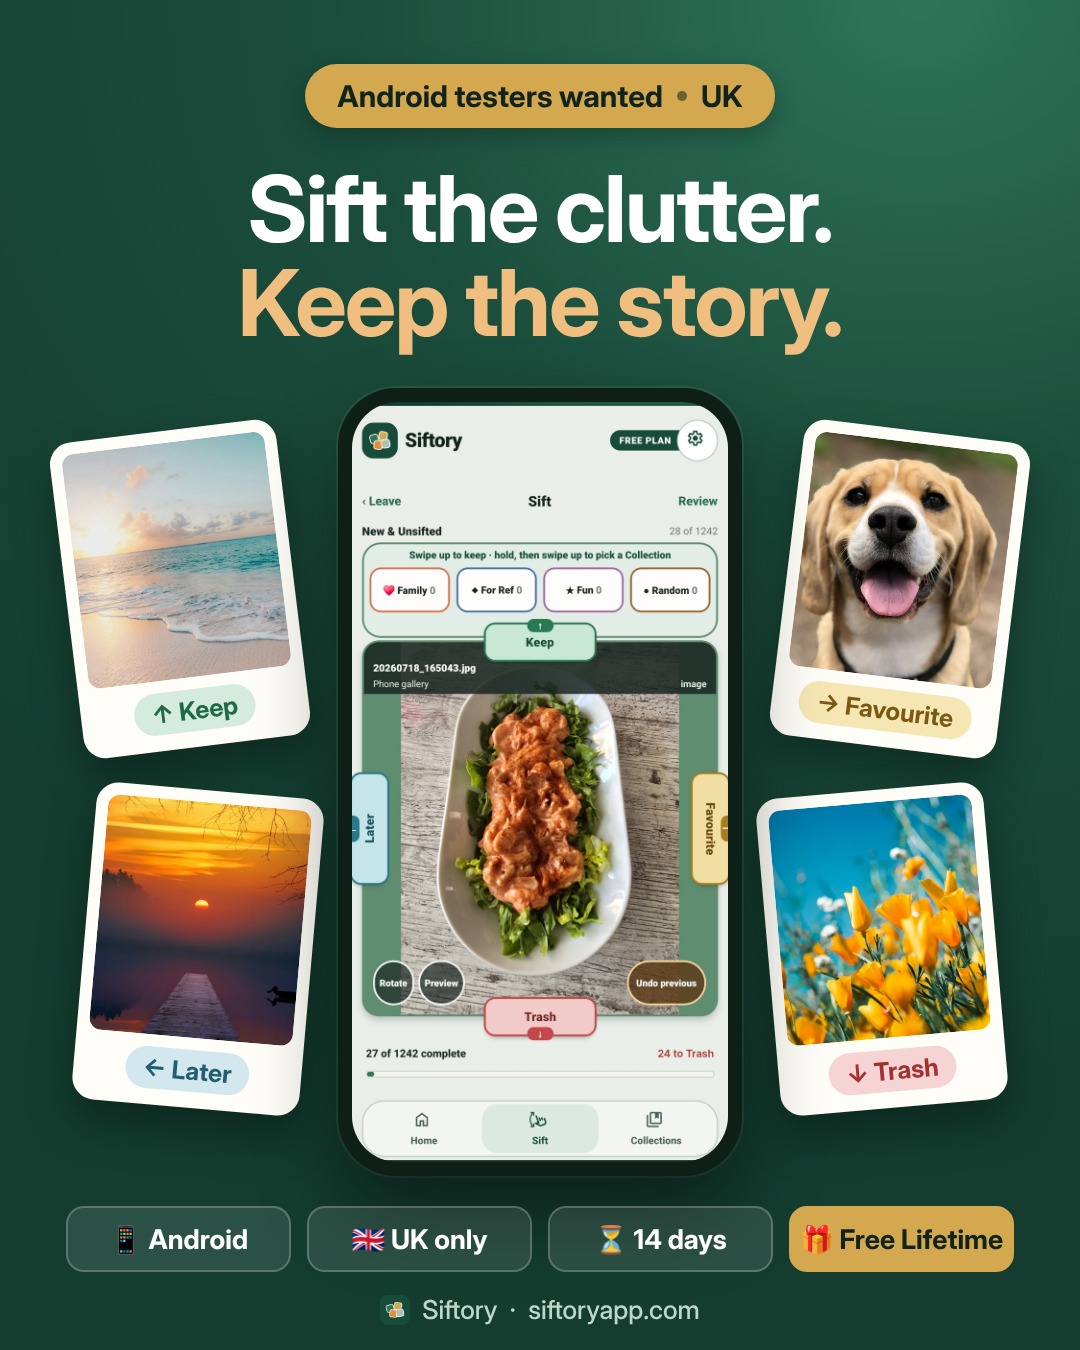 Android testers wanted • UK
Sift the clutter.
Keep the story.
Siftory
FREE PLAN
‹ Leave
Sift
Review
New & Unsifted
28 of 1242
Swipe up to keep · hold, then swipe up to pick a Collection
❤️ Family 0
◆ For Ref 0
★ Fun 0
● Random 0
↑
Keep
20260718_165043.jpg
Phone gallery
image
Later
Favourite
Rotate
Preview
Undo previous
Trash
↓
27 of 1242 complete
24 to Trash
Home
Sift
Collections
↑ Keep
→ Favourite
← Later
↓ Trash
📱 Android
🇬🇧 UK only
⏳ 14 days
🎁 Free Lifetime
Siftory · siftoryapp.com